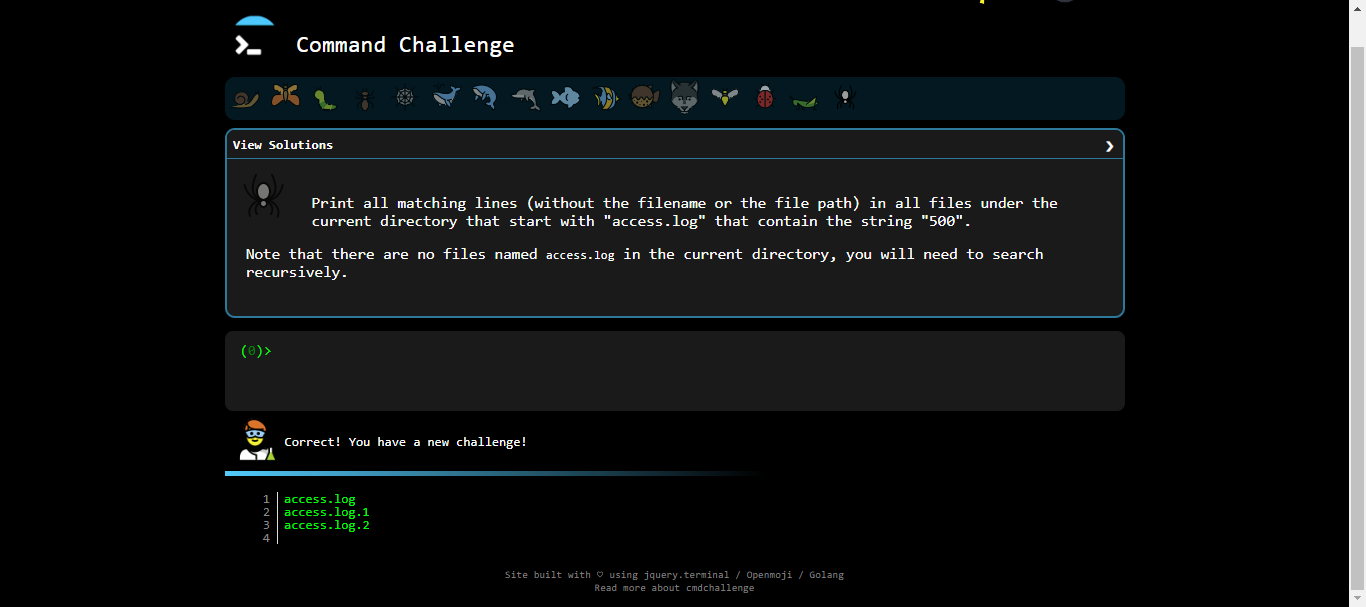 Command Challenge
View Solutions ❯
Print all matching lines (without the filename or the file path) in all files under the
current directory that start with "access.log" that contain the string "500".
Note that there are no files named access.log in the current directory, you will need to search
recursively.
(0)>
Correct! You have a new challenge!
1 access.log
2 access.log.1
3 access.log.2
4
Site built with ♡ using jquery.terminal / Openmoji / Golang
Read more about cmdchallenge